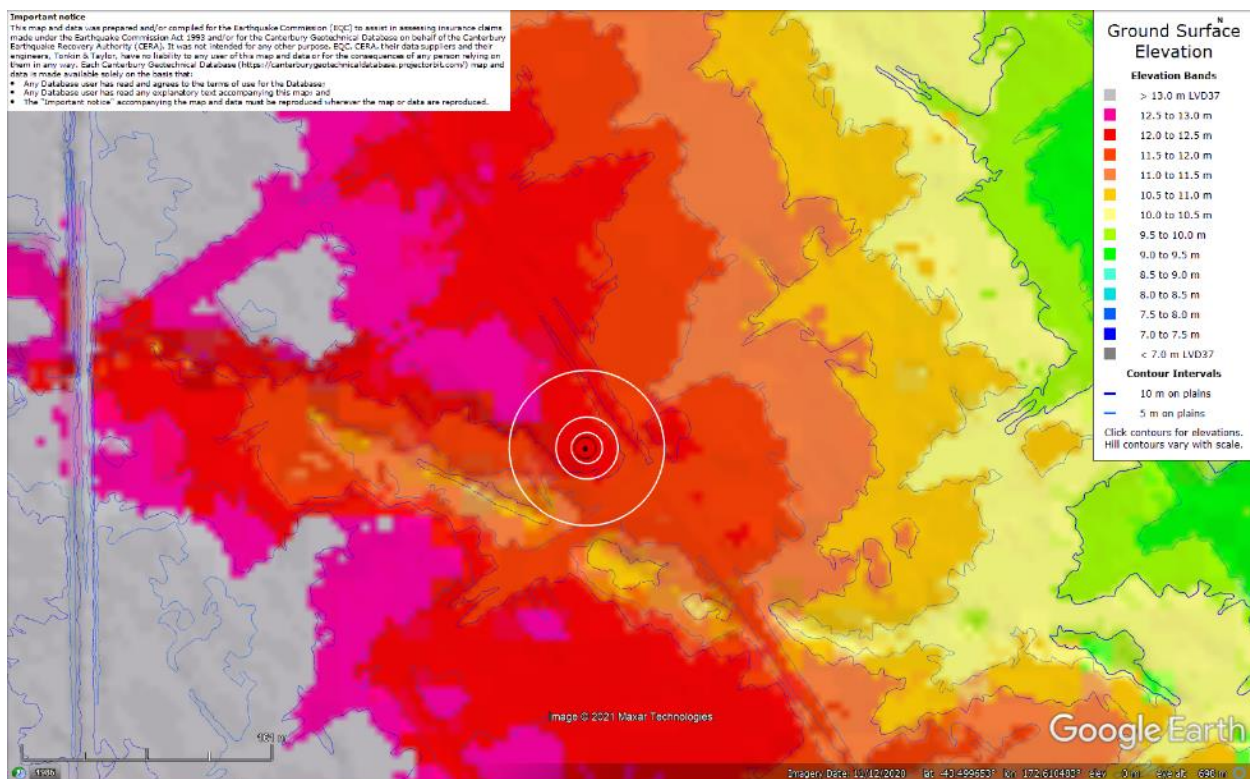 Important notice
This map and data was prepared and/or compiled for the Earthquake Commission (EQC) to assist in assessing insurance claims
made under the Earthquake Commission Act 1993 and/or for the Canterbury Geotechnical Database on behalf of the Canterbury
Earthquake Recovery Authority (CERA). It was not intended for any other purpose. EQC, CERA, their data suppliers and their
engineers, Tonkin & Taylor, have no liability to any user of this map and data or for the consequences of any person relying on
them in any way. Each Canterbury Geotechnical Database (https://canterburygeotechnicaldatabase.projectorbit.com/) map and
data is made available solely on the basis that:
• Any Database user has read and agrees to the terms of use for the Database;
• Any Database user has read any explanatory text accompanying this map; and
• The "Important notice" accompanying the map and data must be reproduced wherever the map or data are reproduced.
N
Ground Surface
Elevation
Elevation Bands
> 13.0 m LVD37
12.5 to 13.0 m
12.0 to 12.5 m
11.5 to 12.0 m
11.0 to 11.5 m
10.5 to 11.0 m
10.0 to 10.5 m
9.5 to 10.0 m
9.0 to 9.5 m
8.5 to 9.0 m
8.0 to 8.5 m
7.5 to 8.0 m
7.0 to 7.5 m
< 7.0 m LVD37
Contour Intervals
10 m on plains
5 m on plains
Click contours for elevations.
Hill contours vary with scale.
Image © 2021 Maxar Technologies
Google Earth
161 m
1986
Imagery Date: 11/12/2020 lat -43.499653° lon 172.610483° elev m eye alt 698 m